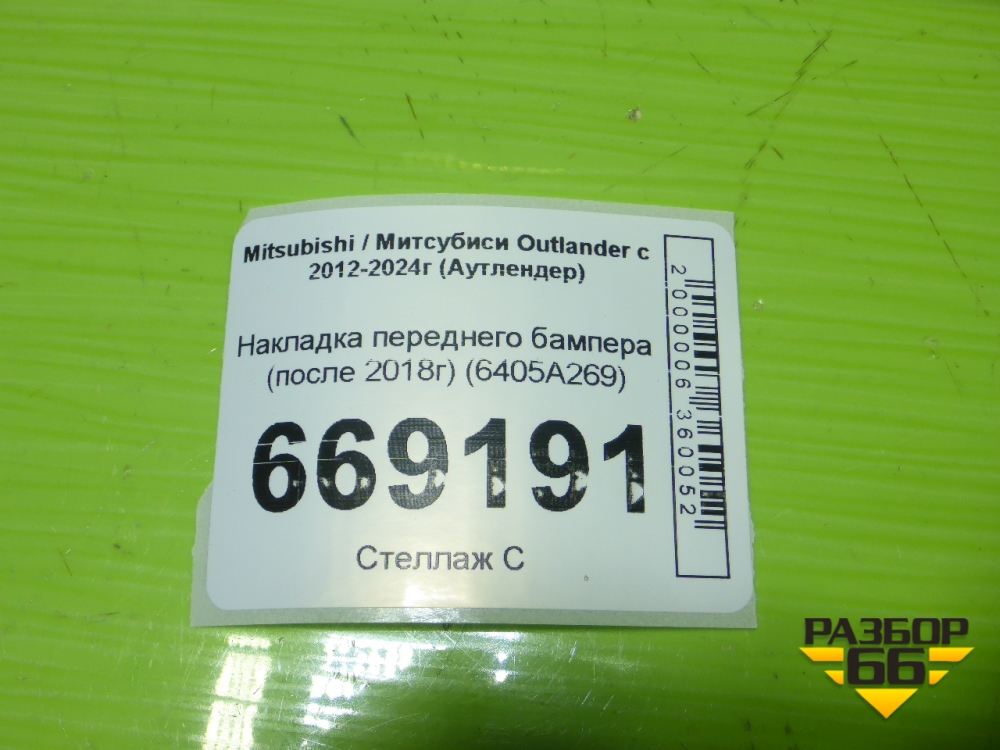 Mitsubishi / Митсубиси Outlander с
2012-2024г (Аутлендер)
Накладка переднего бампера
(после 2018г) (6405A269)
669191
Стеллаж С
2000006360052
РАЗБОР
66